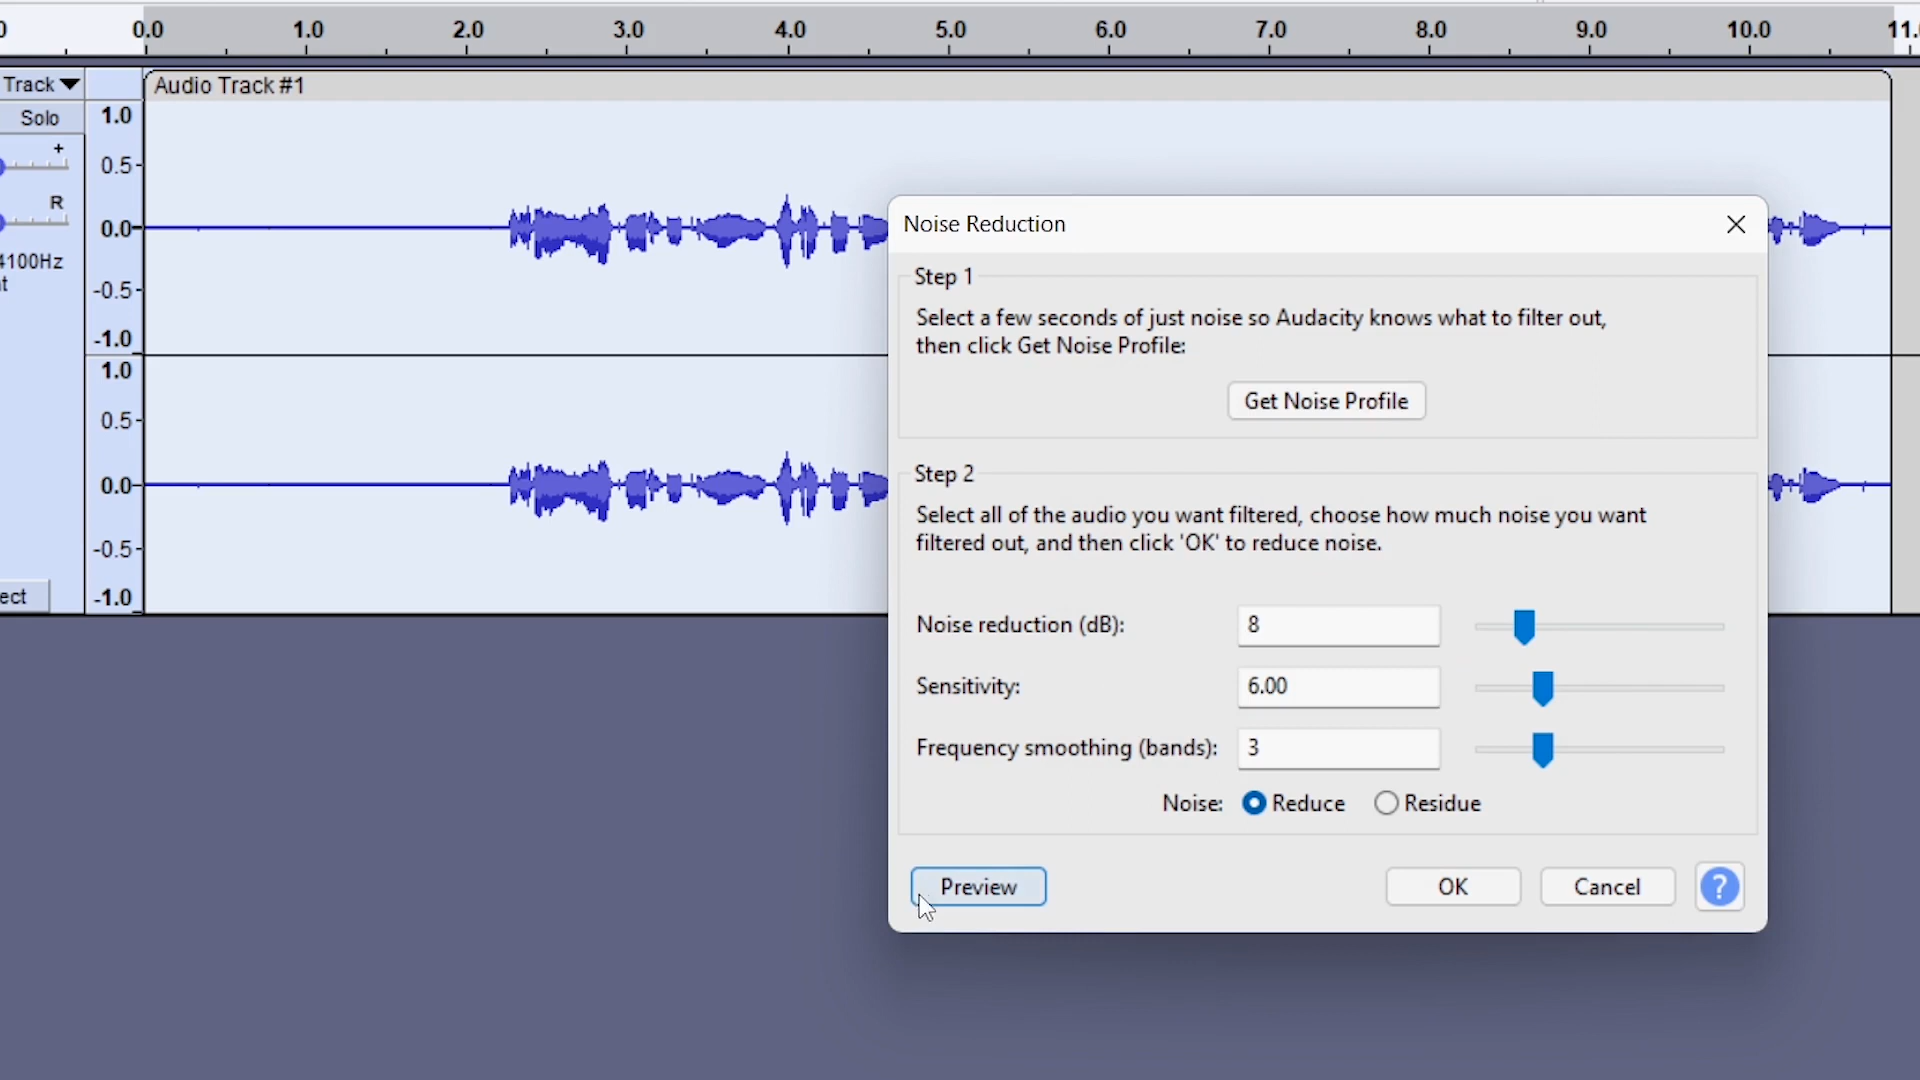 0 0.0 1.0 2.0 3.0 4.0 5.0 6.0 7.0 8.0 9.0 10.0 11.
Track Audio Track #1
Solo
+
R
4100Hz
t
ect
1.0
0.5-
0.0-
-0.5-
-1.0
1.0
0.5-
0.0-
-0.5-
-1.0
Noise Reduction
Step 1
Select a few seconds of just noise so Audacity knows what to filter out,
then click Get Noise Profile:
Get Noise Profile
Step 2
Select all of the audio you want filtered, choose how much noise you want
filtered out, and then click 'OK' to reduce noise.
Noise reduction (dB): 8
Sensitivity: 6.00
Frequency smoothing (bands): 3
Noise: Reduce Residue
Preview OK Cancel ?